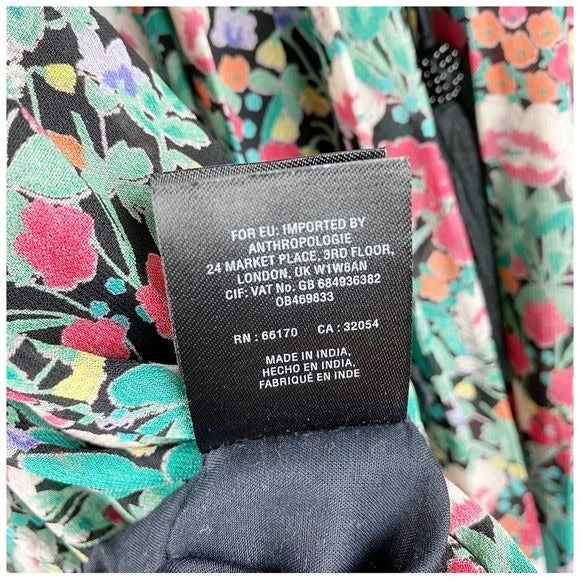 FOR EU: IMPORTED BY
ANTHROPOLOGIE
24 MARKET PLACE, 3RD FLOOR,
LONDON, UK W1W8AN
CIF: VAT No. GB 684936382
OB469833
RN : 66170 CA : 32054
MADE IN INDIA,
HECHO EN INDIA,
FABRIQUÉ EN INDE